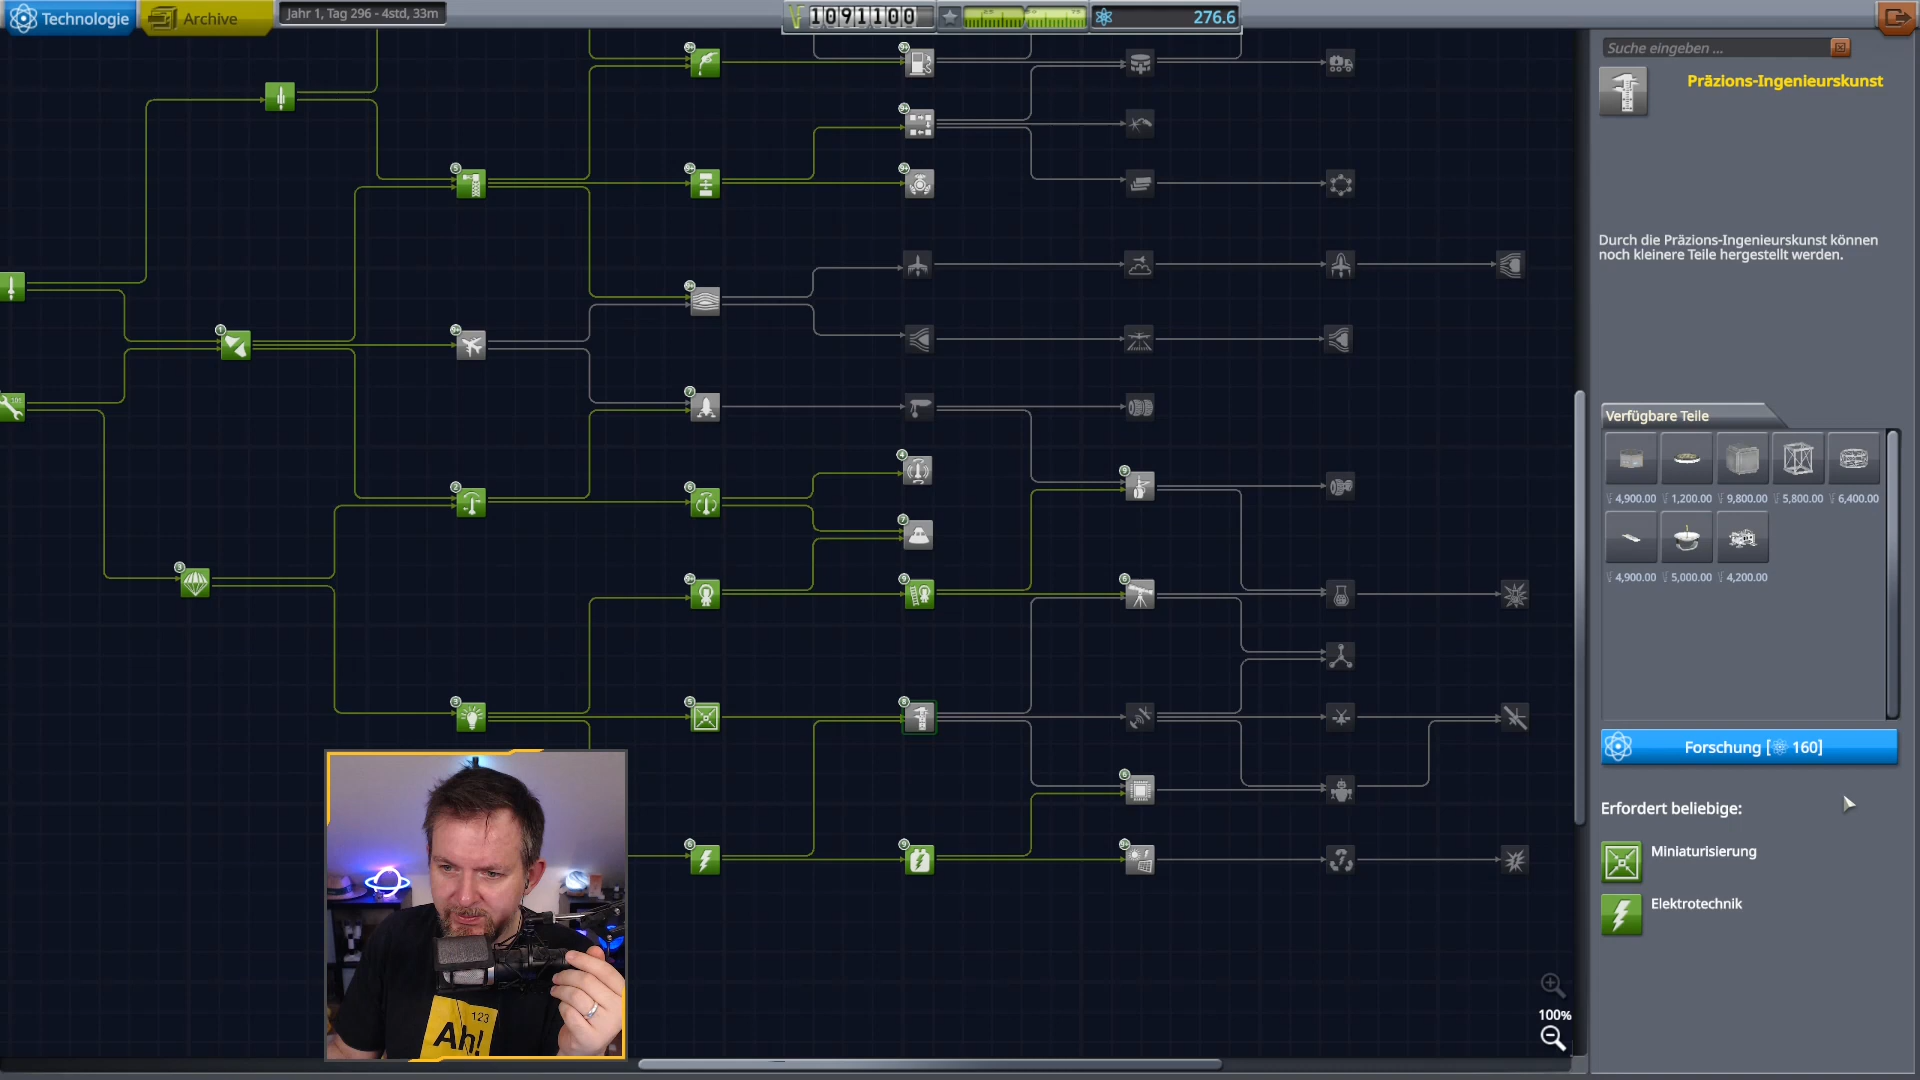 Technologie
Archive
Jahr 1, Tag 296 - 4std, 33m
1091100
276.6
Suche eingeben ...
Präzions-Ingenieurskunst
Durch die Präzions-Ingenieurskunst können
noch kleinere Teile hergestellt werden.
Verfügbare Teile
4,900.00 1,200.00 9,800.00 5,800.00 6,400.00
4,900.00 5,000.00 4,200.00
Forschung [ 160]
Erfordert beliebige:
Miniaturisierung
Elektrotechnik
100%
123
Ah!